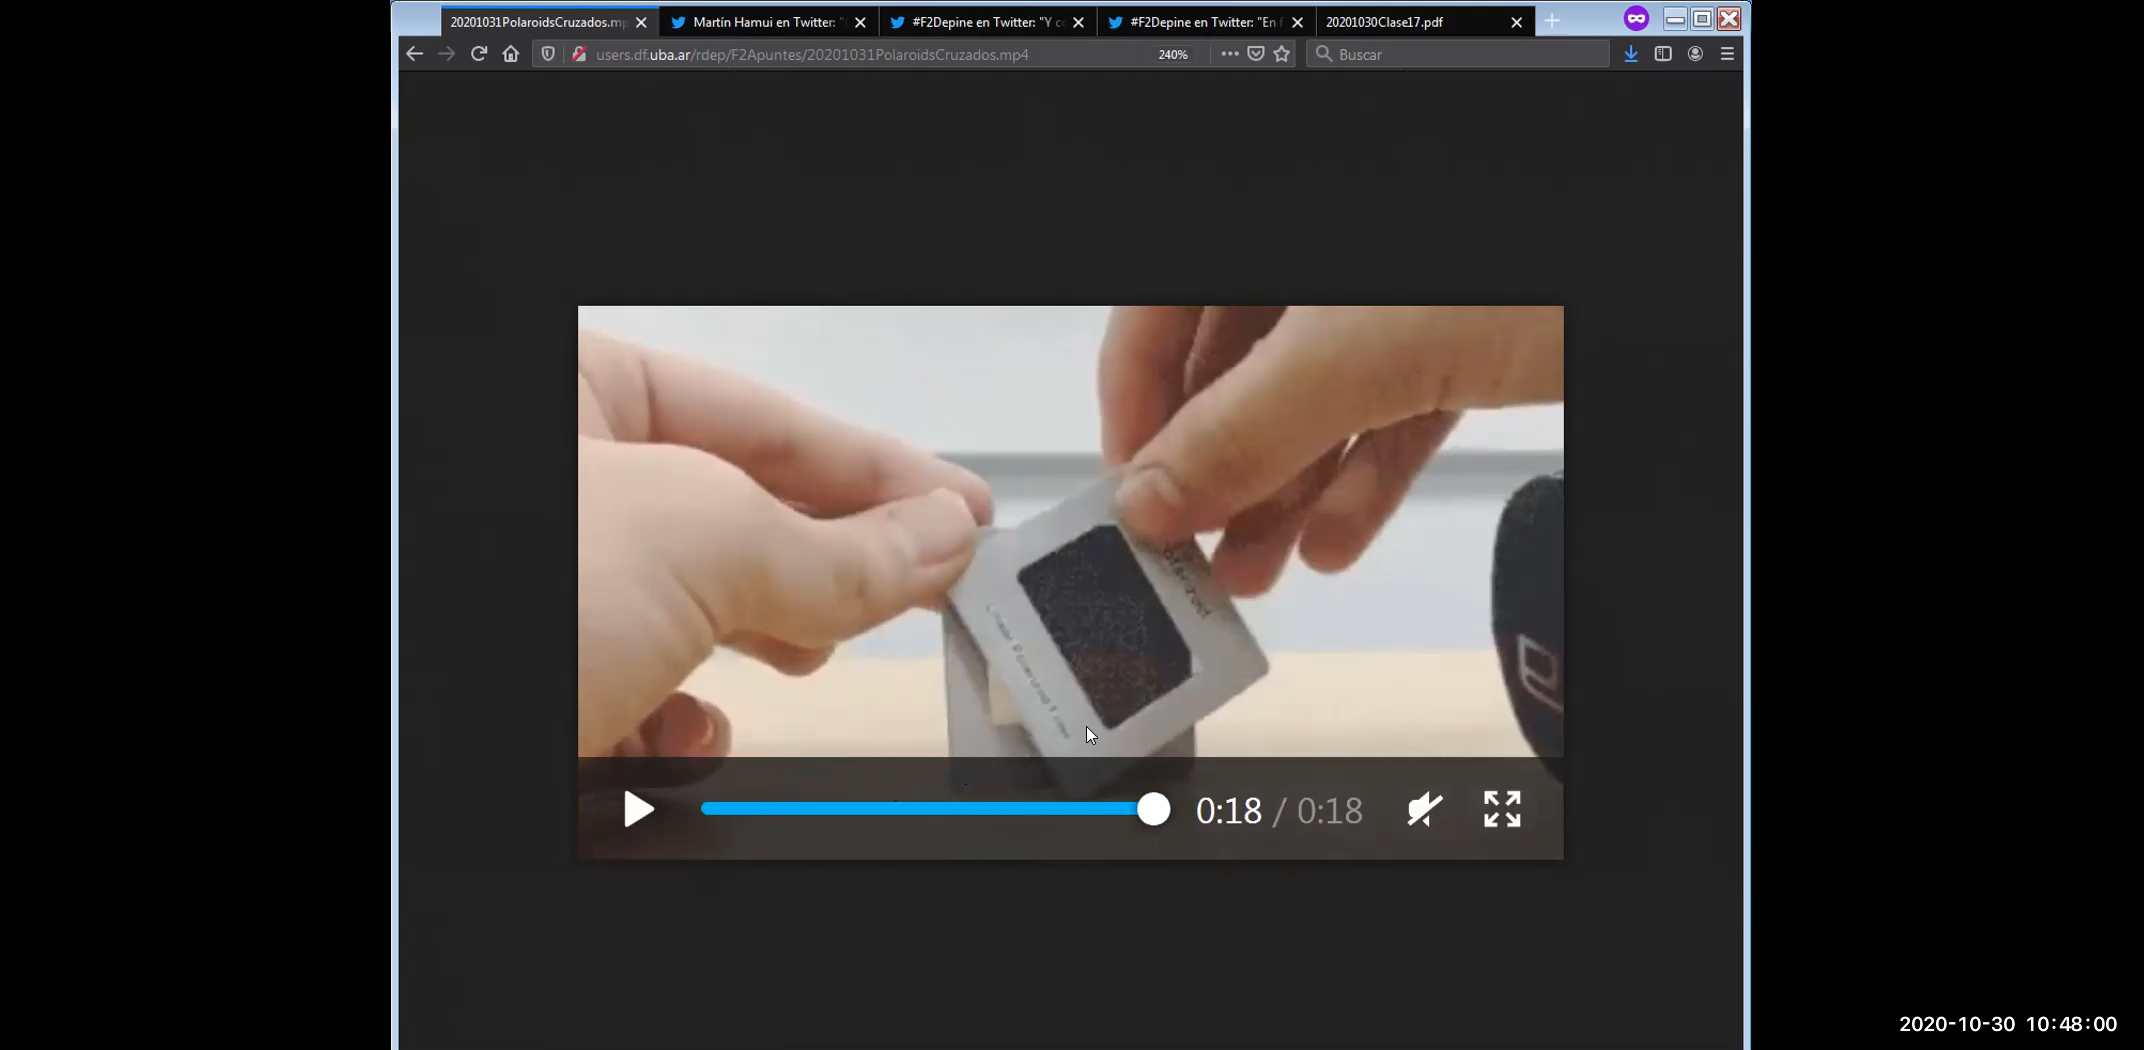 20201031PolaroidsCruzados.mp
Martín Hamui en Twitter: "
#F2Depine en Twitter: "Y c
#F2Depine en Twitter: "En f
20201030Clase17.pdf
users.df.uba.ar/rdep/F2Apuntes/20201031PolaroidsCruzados.mp4
240%
Buscar
0:18 / 0:18
2020-10-30 10:48:00